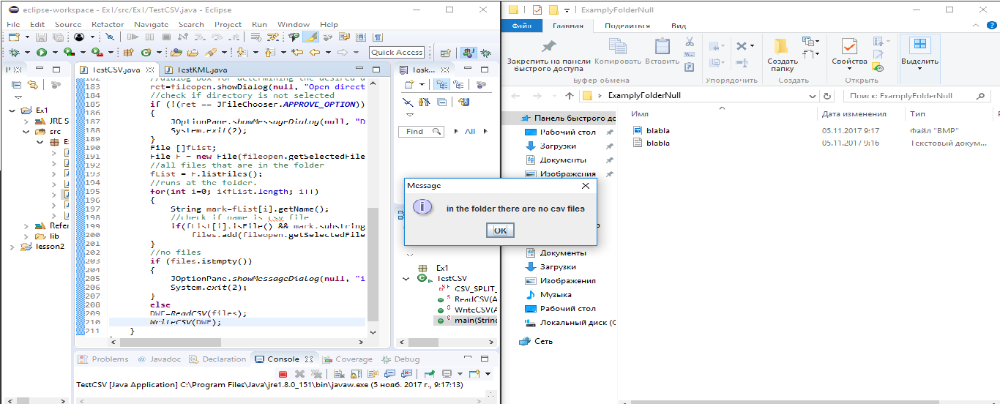 eclipse-workspace - Ex1/src/Ex1/TestCSV.java - Eclipse
File Edit Source Refactor Navigate Search Project Run Window Help
Quick Access
P
TestCSV.java
TestKML.java
Ex1
JRE S
src
E
Refer
lib
lesson2
182 //dialog box for determining the desired d
183 ret=fileopen.showDialog(null, "Open direct
184 //check if directory is not selected
185 if (!(ret == JFileChooser.APPROVE_OPTION))
186 {
187 JOptionPane.showMessageDialog(null, "D
188 System.exit(2);
189 }
190 File []fList;
191 File F = new File(fileopen.getSelectedFile
192 //all files that are in the folder
193 fList = F.listFiles();
194 //runs at the folder.
195 for(int i=0; i<fList.length; i++)
196 {
197 String mark=fList[i].getName();
198 //check if name is csv file
199 if(fList[i].isFile() && mark.substring
200 files.add(fileopen.getSelectedFile
201 }
202 //no files
203 if (files.isEmpty())
204 {
205 JOptionPane.showMessageDialog(null, "i
206 System.exit(2);
207 }
208 else
209 DWF=ReadCSV(files);
210 WriteCSV(DWF);
211 }
Task...
Find
All
Ex1
TestCSV
CSV_SPLIT_
ReadCSV(A
WriteCSV(A
main(String
Problems Javadoc Declaration Console Coverage Debug
TestCSV [Java Application] C:\Program Files\Java\jre1.8.0_151\bin\javaw.exe (5 нояб. 2017 г., 9:17:13)
Message
in the folder there are no csv files
OK
ExamplyFolderNull
Файл Главная Поделиться Вид
Закрепить на панели быстрого доступа
Копировать
Вставить
Буфер обмена
Упорядочить
Создать папку
Создать
Свойства
Открыть
Выделить
ExamplyFolderNull
Поиск: ExamplyFolderNull
Имя Дата изменения Тип Р
blabla 05.11.2017 9:17 Файл "BMP"
blabla 05.11.2017 9:16 Текстовый докум...
Панель быстрого до
Рабочий стол
Загрузки
Документы
Изображения
Документы
Загрузки
Изображения
Музыка
Рабочий стол
Локальный диск (C
Сеть